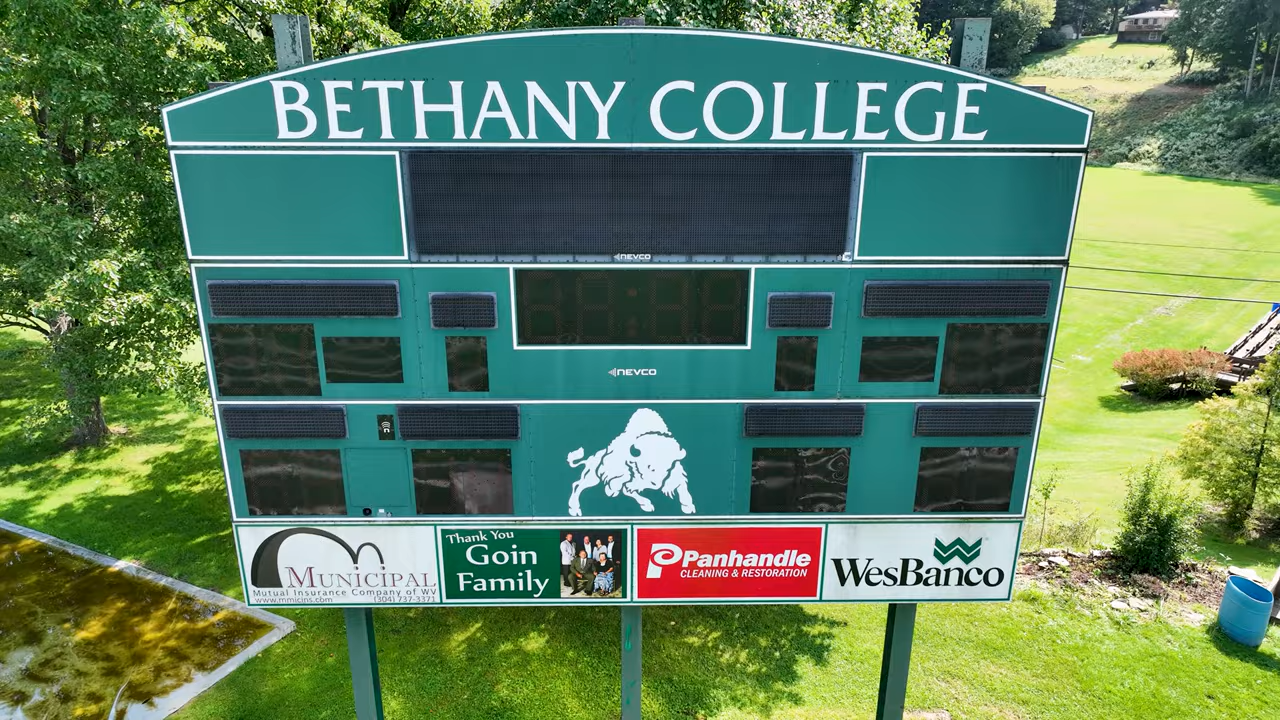 BETHANY COLLEGE
NEVCO
NEVCO
MUNICIPAL
Mutual Insurance Company of WV
www.mmicins.com (304) 737-3371
Thank You
Goin
Family
Panhandle
CLEANING & RESTORATION
WESBANCO